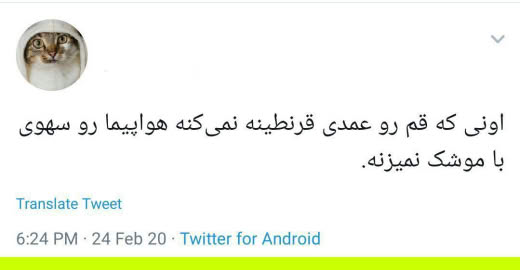 اونی که قم رو عمدی قرنطینه نمی‌کنه هواپیما رو سهوی
با موشک نمیزنه.
Translate Tweet
6:24 PM · 24 Feb 20 · Twitter for Android